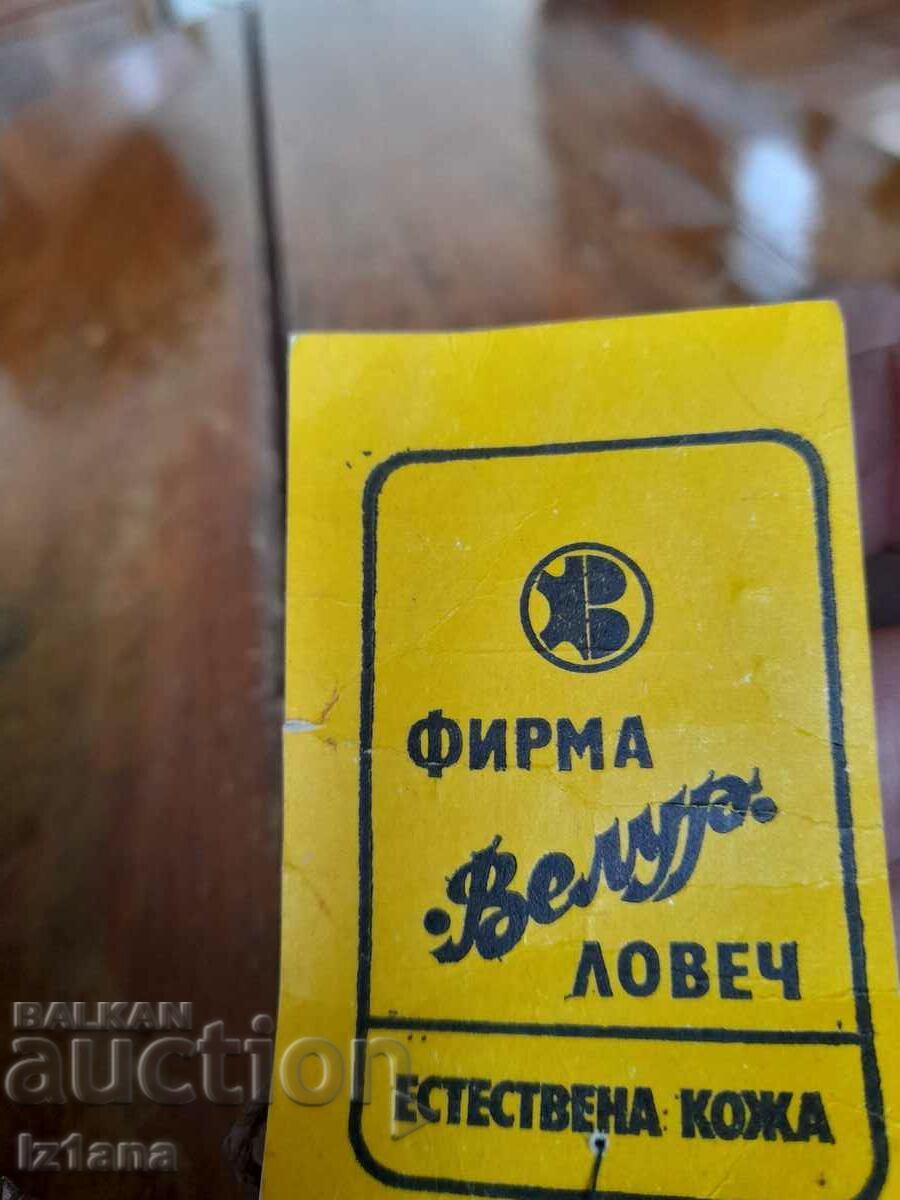 В
ФИРМА
Велур
ЛОВЕЧ
ЕСТЕСТВЕНА КОЖА
BALKAN
auction
Iz1ana